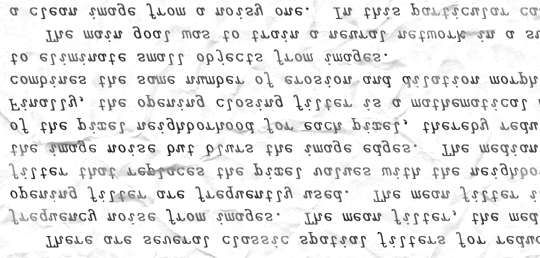 There are several classic spatial filters for reduc
frequency noise from images. The mean filter, the med
opening filter are frequently used. The mean filter i
filter that replaces the pixel values with the neighbo
the image noise but blurs the image edges. The median
of the pixel neighborhood for each pixel, thereby redu
Finally, the opening closing filter is a mathematical
combines the same number of erosion and dilation morph
to eliminate small objects from images.
The main goal was to train a neural network in a su
a clean image from a noisy one. In this particular ca